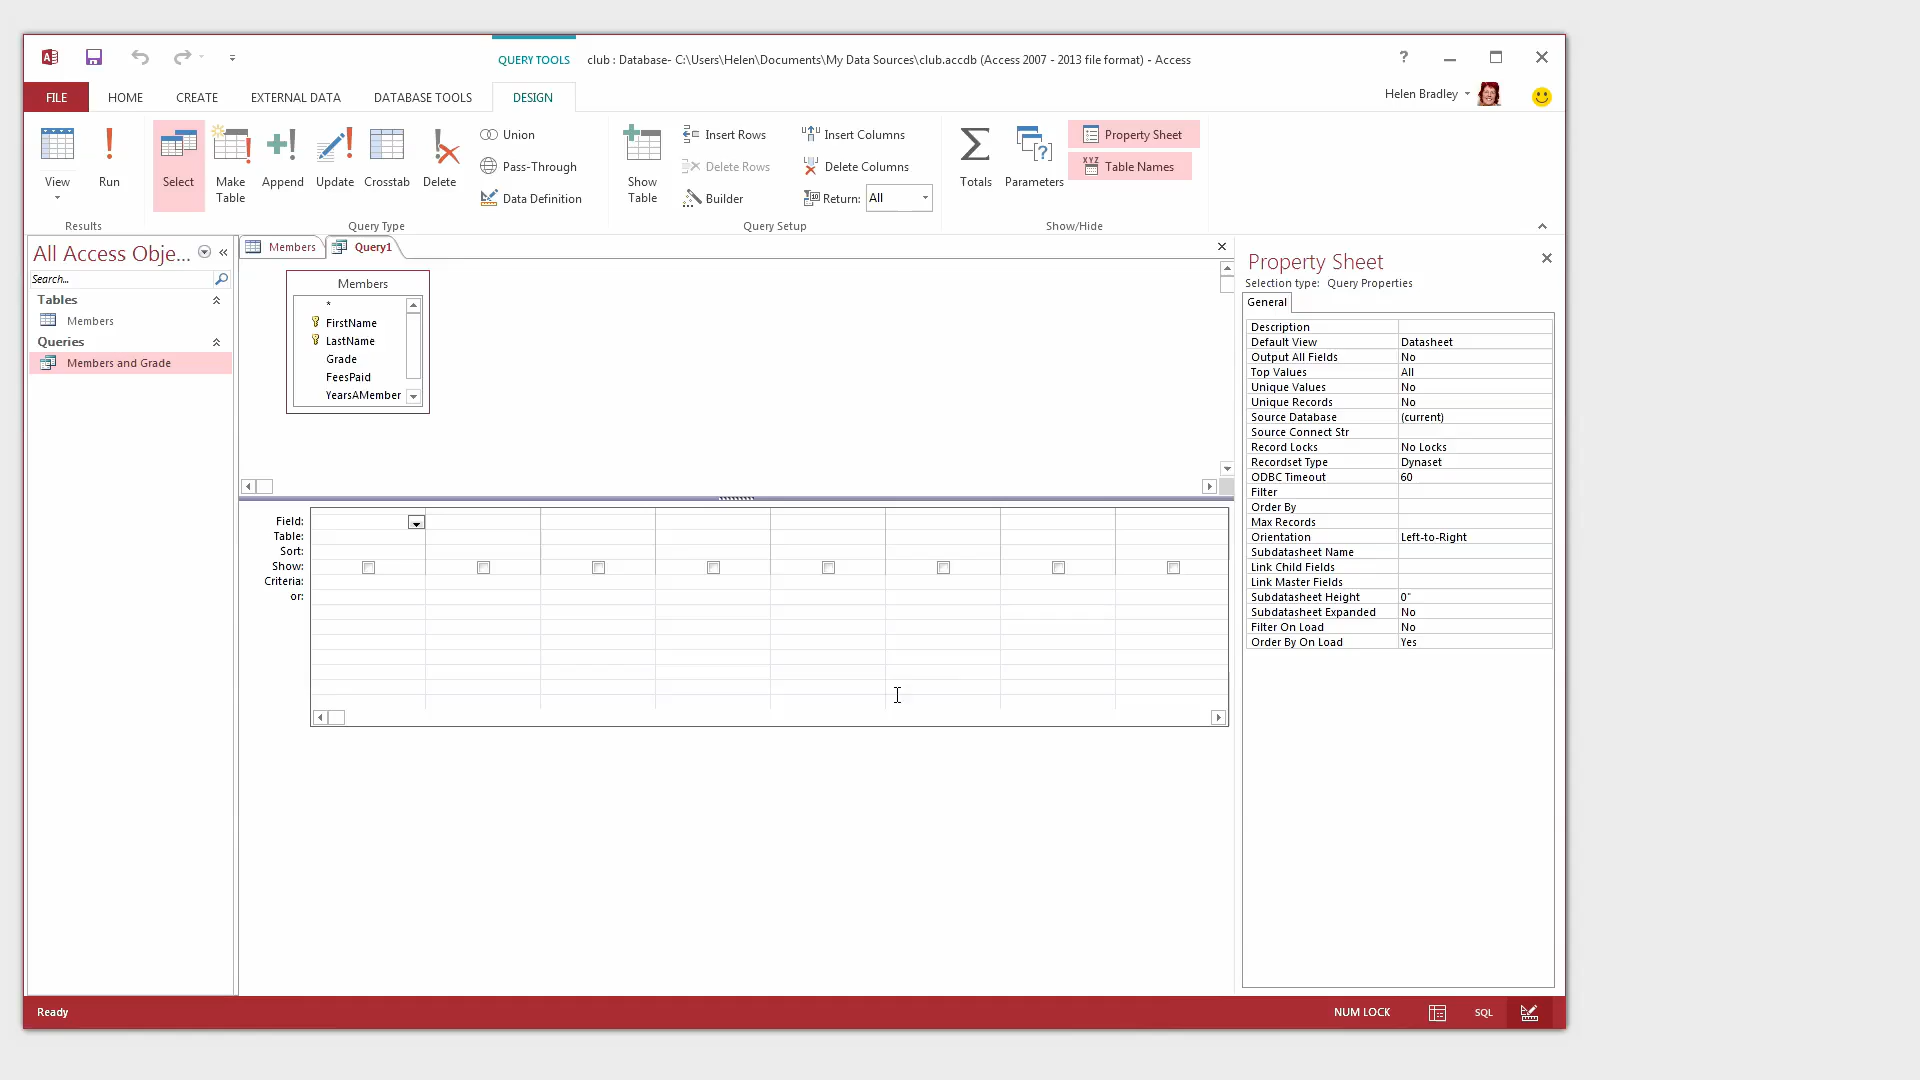 QUERY TOOLS club : Database- C:\Users\Helen\Documents\My Data Sources\club.accdb (Access 2007 - 2013 file format) - Access ?
FILE HOME CREATE EXTERNAL DATA DATABASE TOOLS DESIGN Helen Bradley
View Run Select Make Table Append Update Crosstab Delete
Union
Pass-Through
Data Definition
Show Table
Insert Rows Insert Columns
Delete Rows Delete Columns
Builder Return: All
Totals Parameters
Property Sheet
XYZ Table Names
Results Query Type Query Setup Show/Hide
All Access Obje... «
Search...
Tables
Members
Queries
Members and Grade
Members Query1
Members
*
FirstName
LastName
Grade
FeesPaid
YearsAMember
Field:
Table:
Sort:
Show:
Criteria:
or:
Property Sheet
Selection type: Query Properties
General
Description
Default View Datasheet
Output All Fields No
Top Values All
Unique Values No
Unique Records No
Source Database (current)
Source Connect Str
Record Locks No Locks
Recordset Type Dynaset
ODBC Timeout 60
Filter
Order By
Max Records
Orientation Left-to-Right
Subdatasheet Name
Link Child Fields
Link Master Fields
Subdatasheet Height 0"
Subdatasheet Expanded No
Filter On Load No
Order By On Load Yes
Ready NUM LOCK SQL